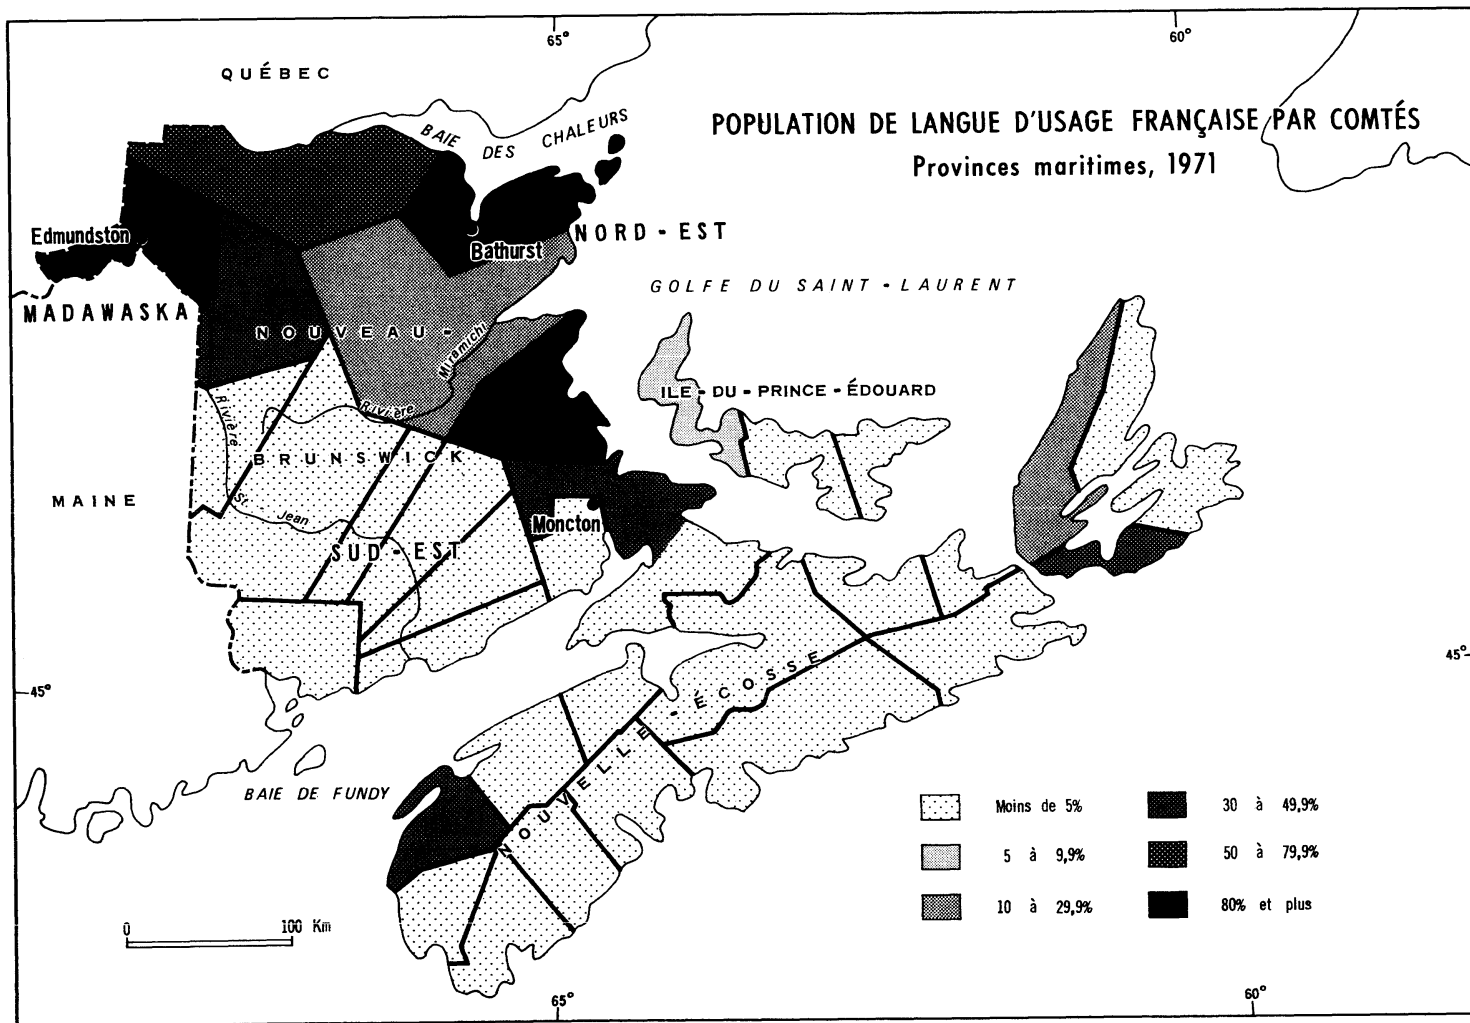 65°
60°
QUÉBEC
BAIE DES CHALEURS
POPULATION DE LANGUE D'USAGE FRANÇAISE PAR COMTÉS
Provinces maritimes, 1971
Edmundston
Bathurst
NORD-EST
GOLFE DU SAINT-LAURENT
MADAWASKA
NOUVEAU-
Miramichi
ILE-DU-PRINCE-ÉDOUARD
Rivière
Rivière
BRUNSWICK
MAINE
St.
Jean
Moncton
SUD-EST
45°
45°
NOUVELLE-ÉCOSSE
BAIE DE FUNDY
Moins de 5%
30 à 49,9%
5 à 9,9%
50 à 79,9%
10 à 29,9%
80% et plus
0 100 Km
65°
60°